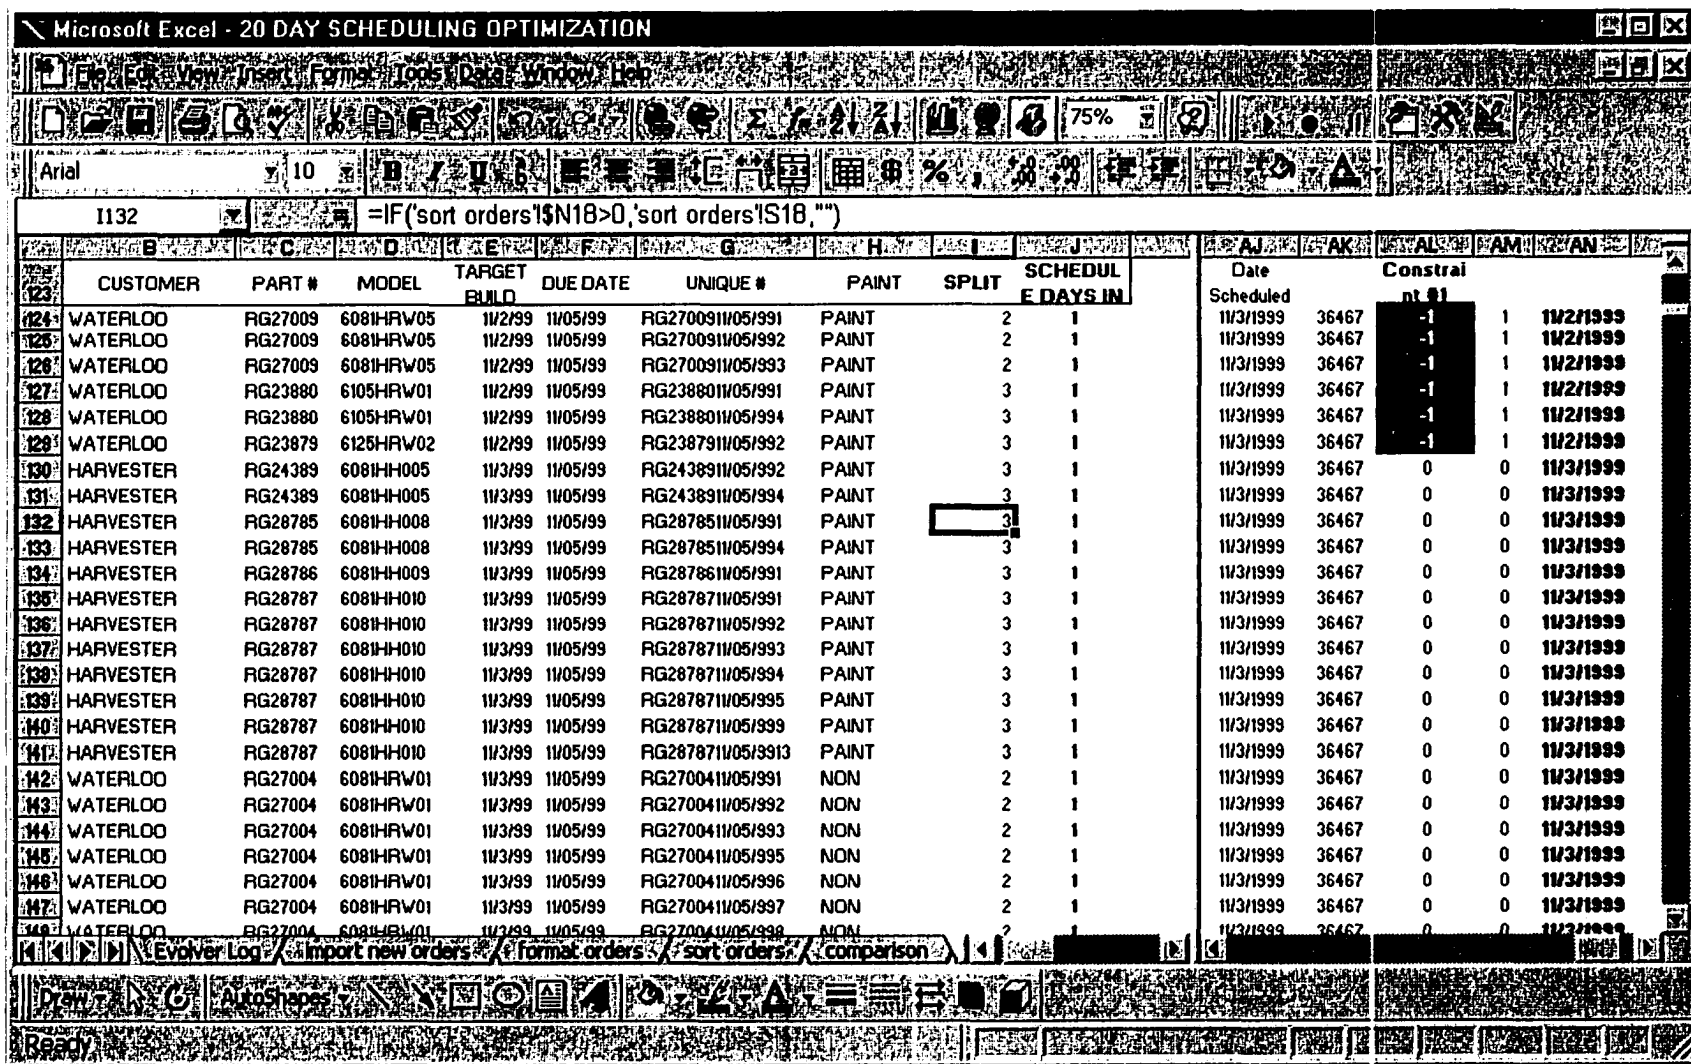 Microsoft Excel - 20 DAY SCHEDULING OPTIMIZATION
File Edit View Insert Format Tools Data Window Help
75%
Arial 10 B I U $ % ,
I132 = =IF('sort orders'!$N18>0,'sort orders'!S18,"")
B C D E F G H I J AJ AK AL AM AN
123 CUSTOMER PART # MODEL TARGET BUILD DUE DATE UNIQUE # PAINT SPLIT SCHEDUL E DAYS IN Date Scheduled Constrai nt #1
124 WATERLOO RG27009 6081HRW05 11/2/99 11/05/99 RG2700911/05/991 PAINT 2 1 11/3/1999 36467 -1 1 11/2/1999
125 WATERLOO RG27009 6081HRW05 11/2/99 11/05/99 RG2700911/05/992 PAINT 2 1 11/3/1999 36467 -1 1 11/2/1999
126 WATERLOO RG27009 6081HRW05 11/2/99 11/05/99 RG2700911/05/993 PAINT 2 1 11/3/1999 36467 -1 1 11/2/1999
127 WATERLOO RG23880 6105HRW01 11/2/99 11/05/99 RG2388011/05/991 PAINT 3 1 11/3/1999 36467 -1 1 11/2/1999
128 WATERLOO RG23880 6105HRW01 11/2/99 11/05/99 RG2388011/05/994 PAINT 3 1 11/3/1999 36467 -1 1 11/2/1999
129 WATERLOO RG23879 6125HRW02 11/2/99 11/05/99 RG2387911/05/992 PAINT 3 1 11/3/1999 36467 -1 1 11/2/1999
130 HARVESTER RG24389 6081HH005 11/3/99 11/05/99 RG2438911/05/992 PAINT 3 1 11/3/1999 36467 0 0 11/3/1999
131 HARVESTER RG24389 6081HH005 11/3/99 11/05/99 RG2438911/05/994 PAINT 3 1 11/3/1999 36467 0 0 11/3/1999
132 HARVESTER RG28785 6081HH008 11/3/99 11/05/99 RG2878511/05/991 PAINT 3 1 11/3/1999 36467 0 0 11/3/1999
133 HARVESTER RG28785 6081HH008 11/3/99 11/05/99 RG2878511/05/994 PAINT 3 1 11/3/1999 36467 0 0 11/3/1999
134 HARVESTER RG28786 6081HH009 11/3/99 11/05/99 RG2878611/05/991 PAINT 3 1 11/3/1999 36467 0 0 11/3/1999
135 HARVESTER RG28787 6081HH010 11/3/99 11/05/99 RG2878711/05/991 PAINT 3 1 11/3/1999 36467 0 0 11/3/1999
136 HARVESTER RG28787 6081HH010 11/3/99 11/05/99 RG2878711/05/992 PAINT 3 1 11/3/1999 36467 0 0 11/3/1999
137 HARVESTER RG28787 6081HH010 11/3/99 11/05/99 RG2878711/05/993 PAINT 3 1 11/3/1999 36467 0 0 11/3/1999
138 HARVESTER RG28787 6081HH010 11/3/99 11/05/99 RG2878711/05/994 PAINT 3 1 11/3/1999 36467 0 0 11/3/1999
139 HARVESTER RG28787 6081HH010 11/3/99 11/05/99 RG2878711/05/995 PAINT 3 1 11/3/1999 36467 0 0 11/3/1999
140 HARVESTER RG28787 6081HH010 11/3/99 11/05/99 RG2878711/05/999 PAINT 3 1 11/3/1999 36467 0 0 11/3/1999
141 HARVESTER RG28787 6081HH010 11/3/99 11/05/99 RG2878711/05/9913 PAINT 3 1 11/3/1999 36467 0 0 11/3/1999
142 WATERLOO RG27004 6081HRW01 11/3/99 11/05/99 RG2700411/05/991 NON 2 1 11/3/1999 36467 0 0 11/3/1999
143 WATERLOO RG27004 6081HRW01 11/3/99 11/05/99 RG2700411/05/992 NON 2 1 11/3/1999 36467 0 0 11/3/1999
144 WATERLOO RG27004 6081HRW01 11/3/99 11/05/99 RG2700411/05/993 NON 2 1 11/3/1999 36467 0 0 11/3/1999
145 WATERLOO RG27004 6081HRW01 11/3/99 11/05/99 RG2700411/05/995 NON 2 1 11/3/1999 36467 0 0 11/3/1999
146 WATERLOO RG27004 6081HRW01 11/3/99 11/05/99 RG2700411/05/996 NON 2 1 11/3/1999 36467 0 0 11/3/1999
147 WATERLOO RG27004 6081HRW01 11/3/99 11/05/99 RG2700411/05/997 NON 2 1 11/3/1999 36467 0 0 11/3/1999
148 WATERLOO RG27004 6081HRW01 11/3/99 11/05/99 RG2700411/05/998 NON 2 1 11/3/1999 36467 0 0 11/3/1999
Evolver Log import new orders format orders sort orders comparison
Draw AutoShapes
Ready